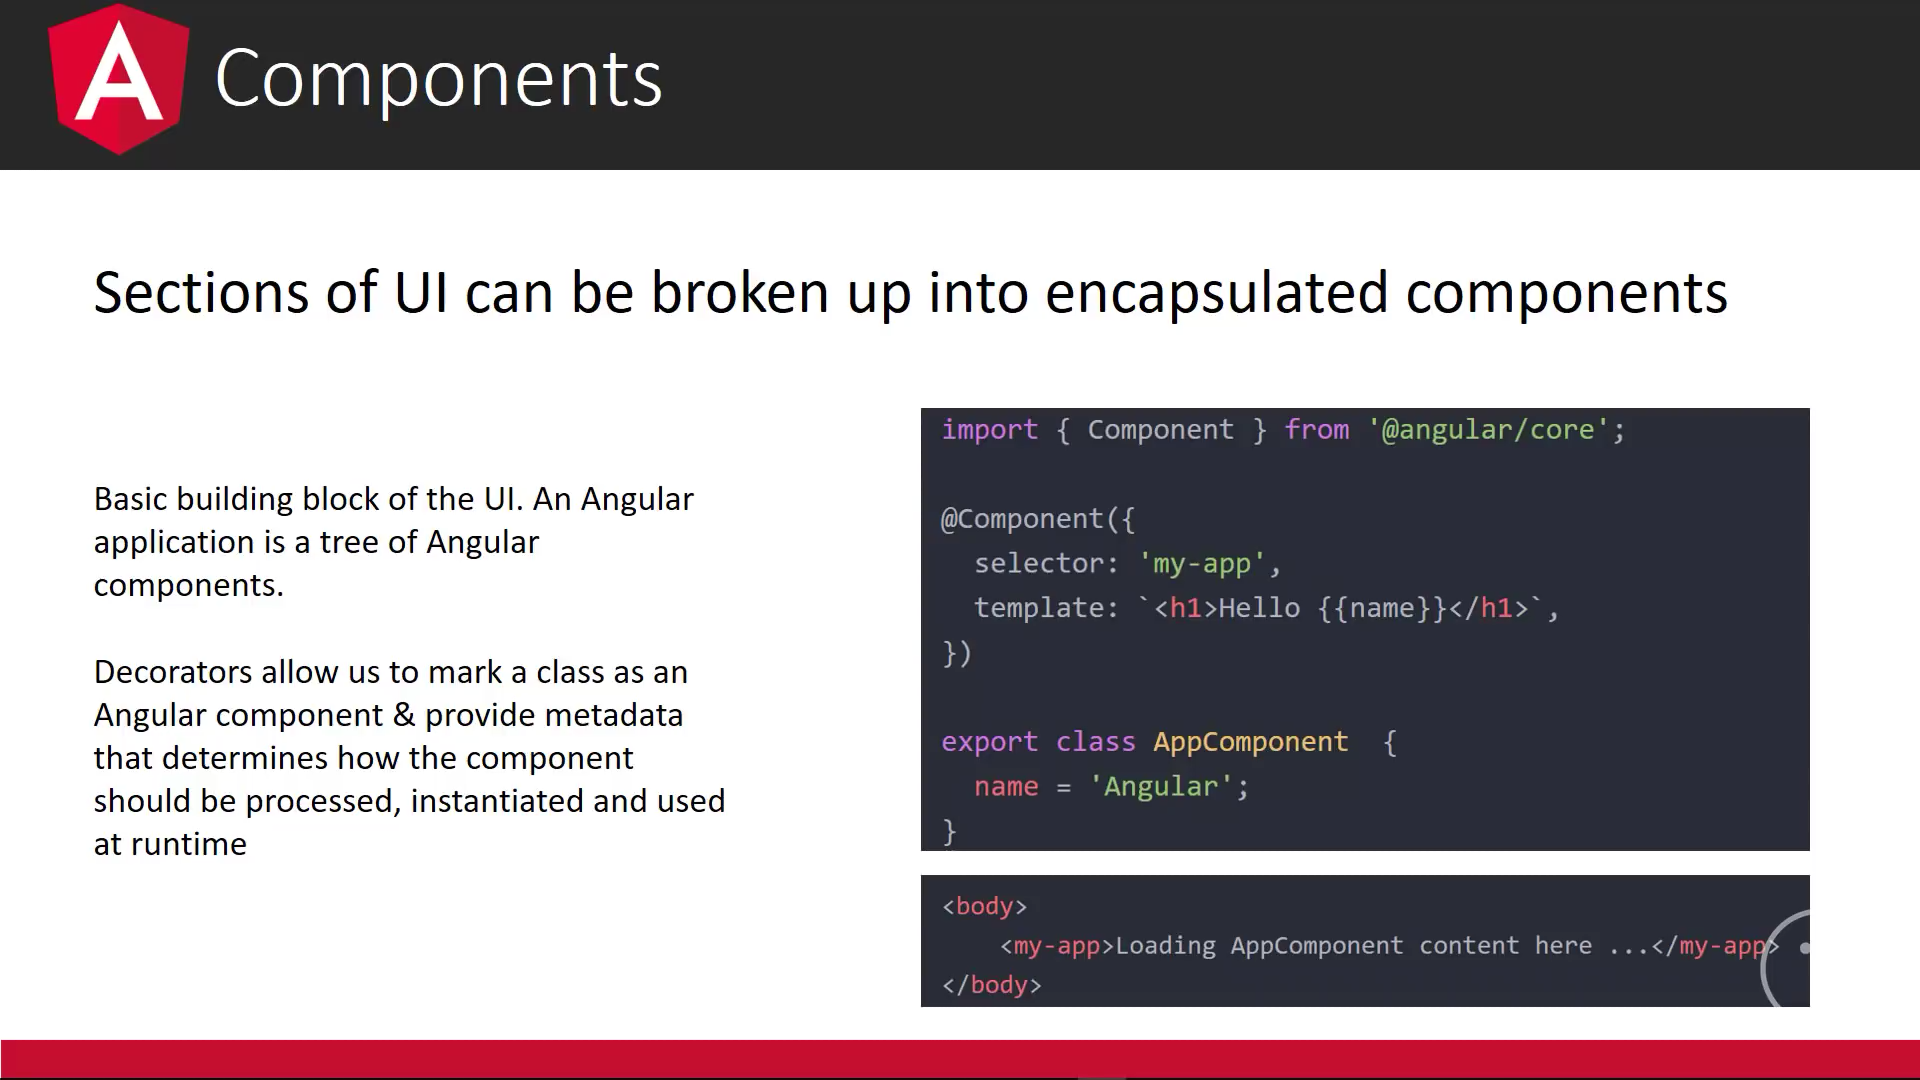 Components
Sections of UI can be broken up into encapsulated components
Basic building block of the UI. An Angular
application is a tree of Angular
components.
Decorators allow us to mark a class as an
Angular component & provide metadata
that determines how the component
should be processed, instantiated and used
at runtime
import { Component } from '@angular/core';
@Component({
  selector: 'my-app',
  template: `<h1>Hello {{name}}</h1>`,
})
export class AppComponent  {
  name = 'Angular';
}
<body>
    <my-app>Loading AppComponent content here ...</my-app>
</body>